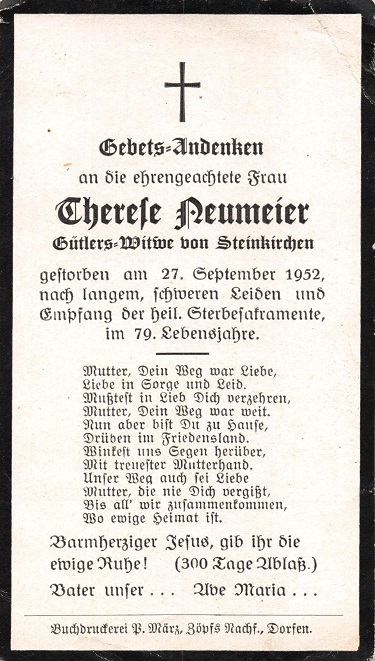 Gebets-Andenken
an die ehrengeachtete Frau
Therese Neumeier
Gütlers-Witwe von Steinkirchen
gestorben am 27. September 1952,
nach langem, schweren Leiden und
Empfang der heil. Sterbesakramente,
im 79. Lebensjahre.
Mutter, Dein Weg war Liebe,
Liebe in Sorge und Leid.
Mußtest in Lieb Dich verzehren,
Mutter, Dein Weg war weit.
Nun aber bist Du zu Hause,
Drüben im Friedensland.
Winkest uns Segen herüber,
Mit treuester Mutterhand.
Unser Weg auch sei Liebe
Mutter, die nie Dich vergißt,
Bis all' wir zusammenkommen,
Wo ewige Heimat ist.
Barmherziger Jesus, gib ihr die
ewige Ruhe! (300 Tage Ablaß.)
Vater unser . . . Ave Maria . . .
Buchdruckerei P. März, Zöpfs Nachf., Dorfen.